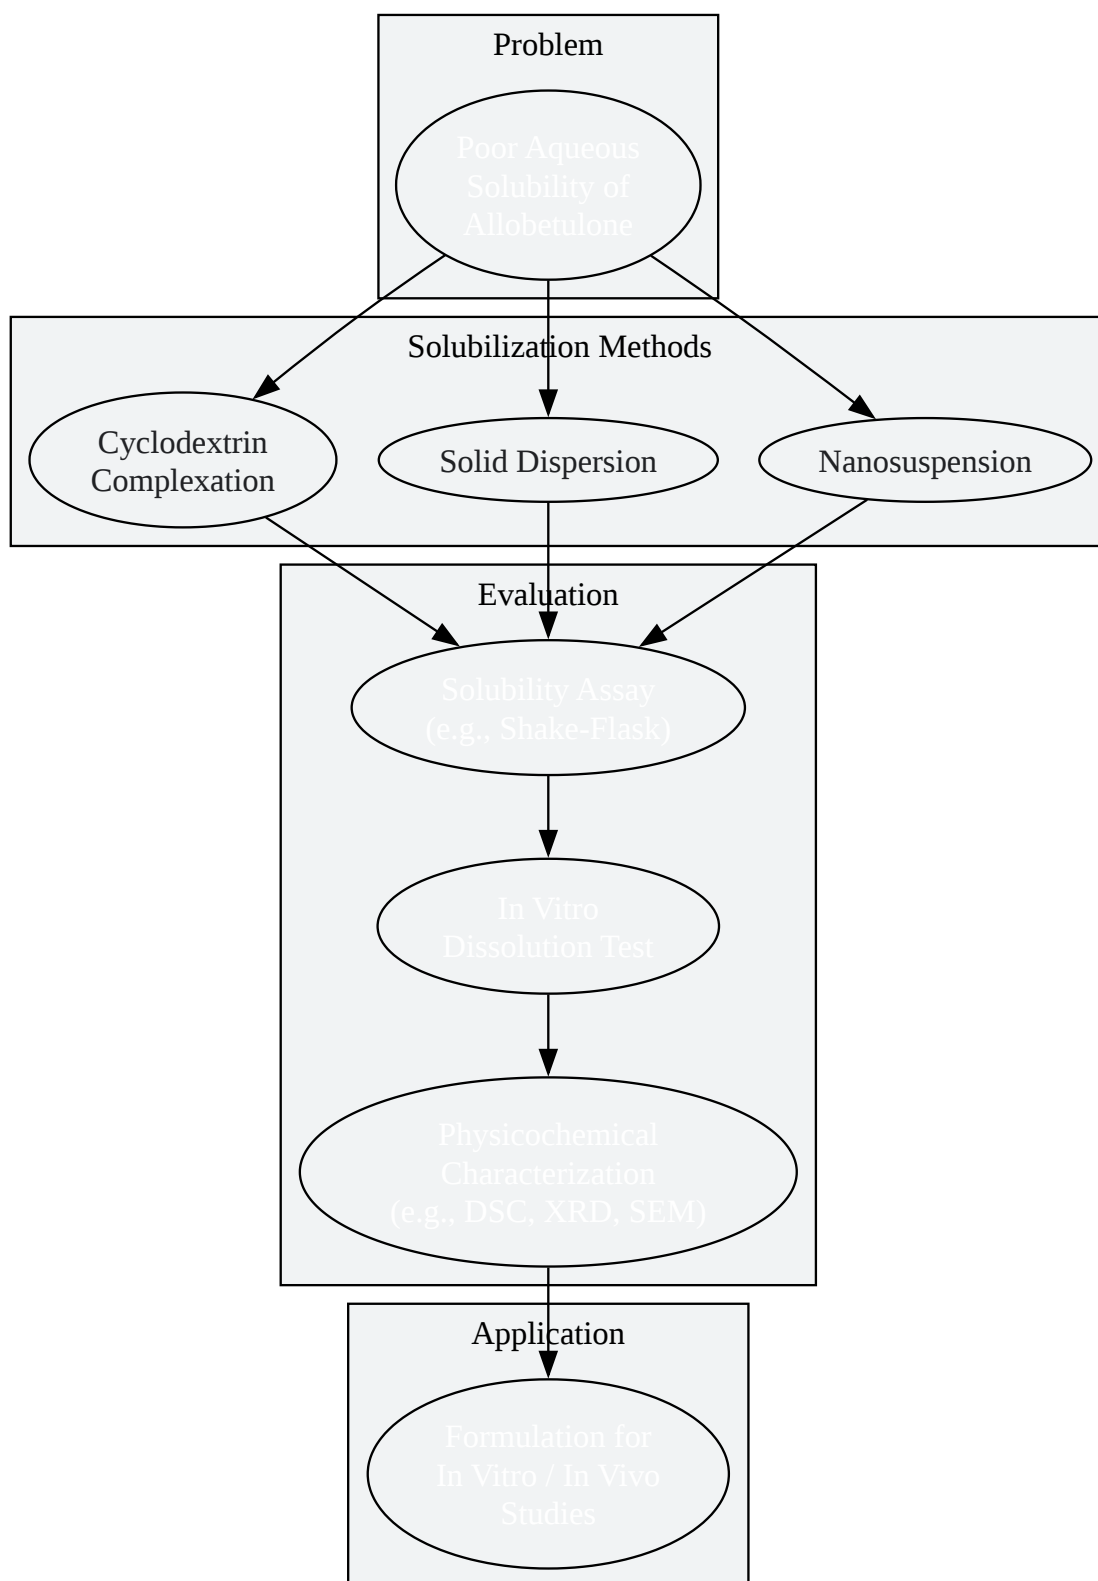 Problem
Poor Aqueous
Solubility of
Allobetulone
Solubilization Methods
Cyclodextrin
Complexation
Solid Dispersion
Nanosuspension
Evaluation
Solubility Assay
(e.g., Shake-Flask)
In Vitro
Dissolution Test
Physicochemical
Characterization
(e.g., DSC, XRD, SEM)
Application
Formulation for
In Vitro / In Vivo
Studies